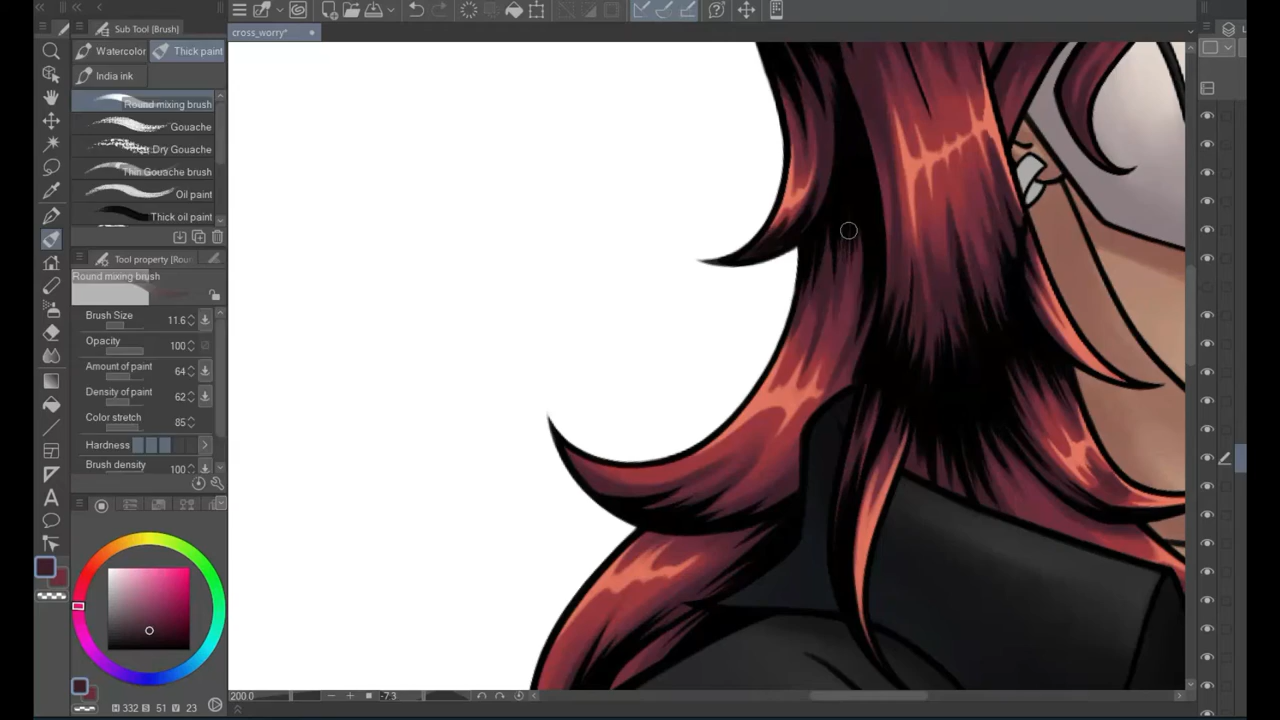 Sub Tool [Brush]
cross_worry*
Watercolor
Thick paint
India ink
Round mixing brush
Gouache
Dry Gouache
Thin Gouache brush
Oil paint
Thick oil paint
Tool property [Roun
Round mixing brush
Brush Size 11.6
Opacity 100
Amount of paint 64
Density of paint 62
Color stretch 85
Hardness
Brush density 100
200.0
-7.3
H 332 S 51 V 23